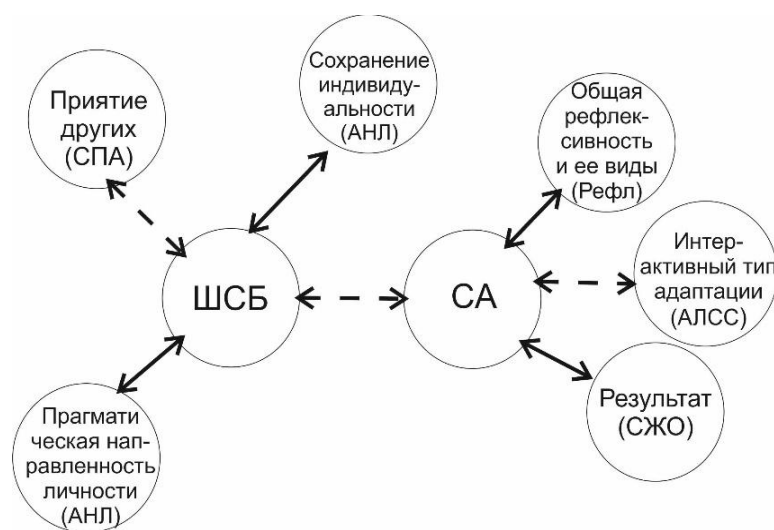 Приятие
других
(СПА)
Сохранение
индивиду-
альности
(АНЛ)
Общая
рефлек-
сивность
и ее виды
(Рефл)
ШСБ
СА
Интер-
активный тип
адаптации
(АЛСС)
Прагмати
ческая нап-
равленность
личности
(АНЛ)
Результат
(СЖО)